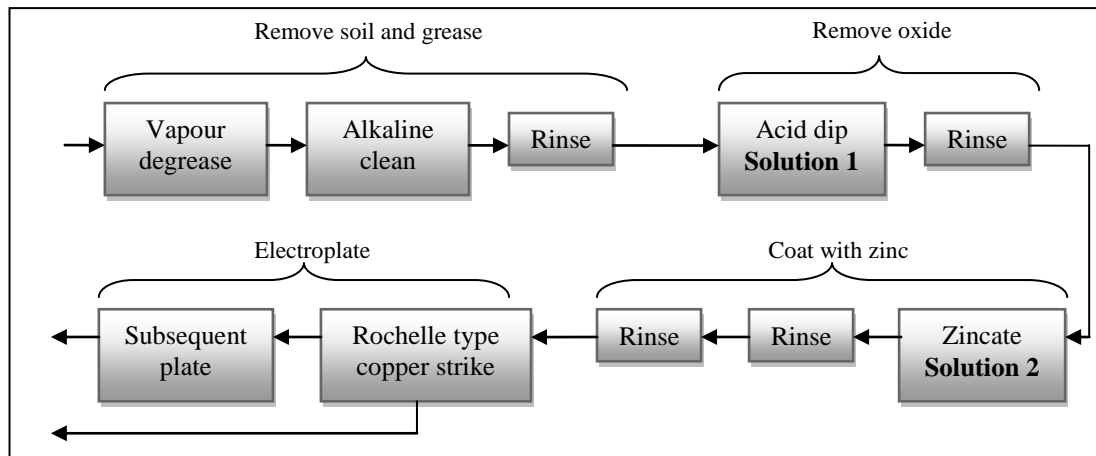 Remove soil and grease
Remove oxide
Vapour
degrease
Alkaline
clean
Rinse
Acid dip
Solution 1
Rinse
Electroplate
Coat with zinc
Subsequent
plate
Rochelle type
copper strike
Rinse
Rinse
Zincate
Solution 2